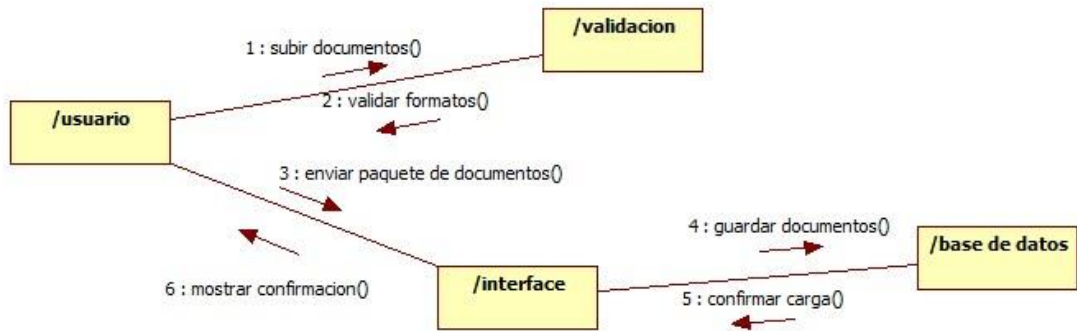 /validacion
1 : subir documentos()
2 : validar formatos()
/usuario
3 : enviar paquete de documentos()
4 : guardar documentos()
/base de datos
6 : mostrar confirmacion()
/interface
5 : confirmar carga()